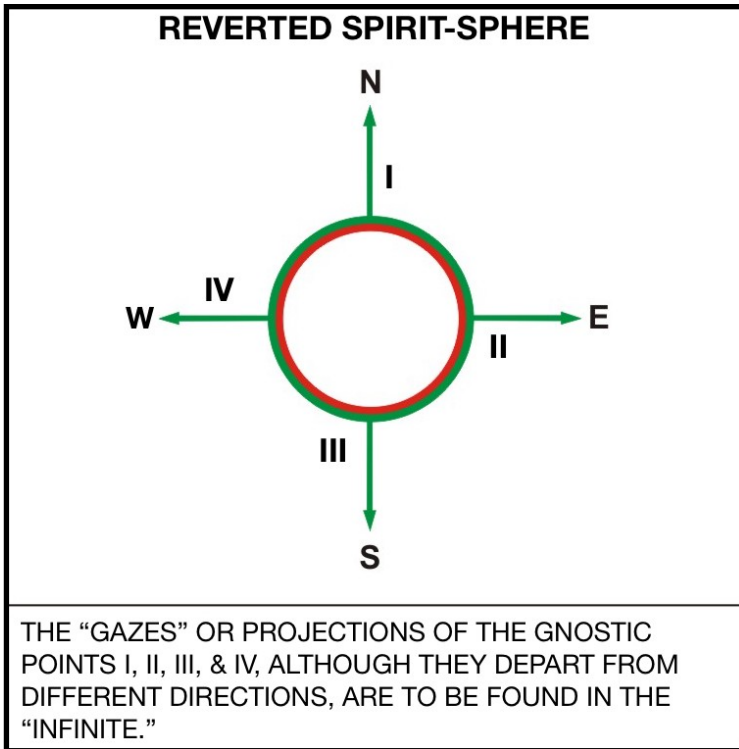 REVERTED SPIRIT-SPHERE
N
I
IV
W
E
II
III
S
THE “GAZES” OR PROJECTIONS OF THE GNOSTIC
POINTS I, II, III, & IV, ALTHOUGH THEY DEPART FROM
DIFFERENT DIRECTIONS, ARE TO BE FOUND IN THE
“INFINITE.”